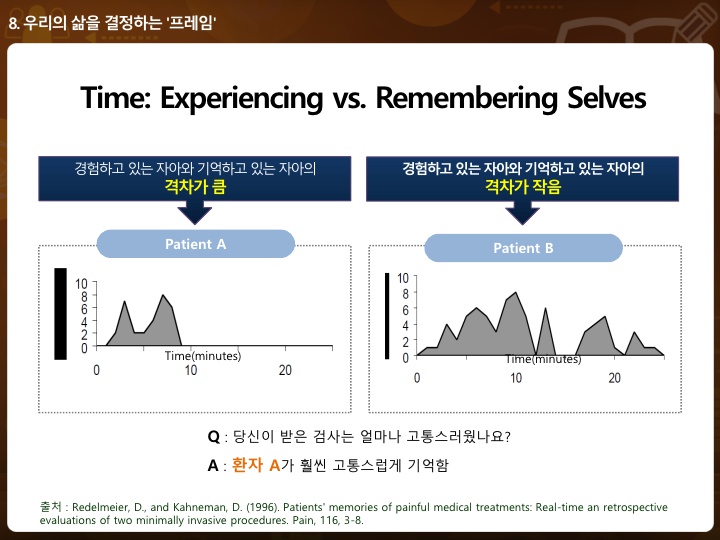 8. 우리의 삶을 결정하는 '프레임'
Time: Experiencing vs. Remembering Selves
경험하고 있는 자아와 기억하고 있는 자아의
격차가 큼
경험하고 있는 자아와 기억하고 있는 자아의
격차가 작음
Patient A
Patient B
10
8
6
4
2
0
Time(minutes)
0 10 20
10
8
6
4
2
0
Time(minutes)
0 10 20
Q : 당신이 받은 검사는 얼마나 고통스러웠나요?
A : 환자 A가 훨씬 고통스럽게 기억함
출처 : Redelmeier, D., and Kahneman, D. (1996). Patients' memories of painful medical treatments: Real-time an retrospective
evaluations of two minimally invasive procedures. Pain, 116, 3-8.